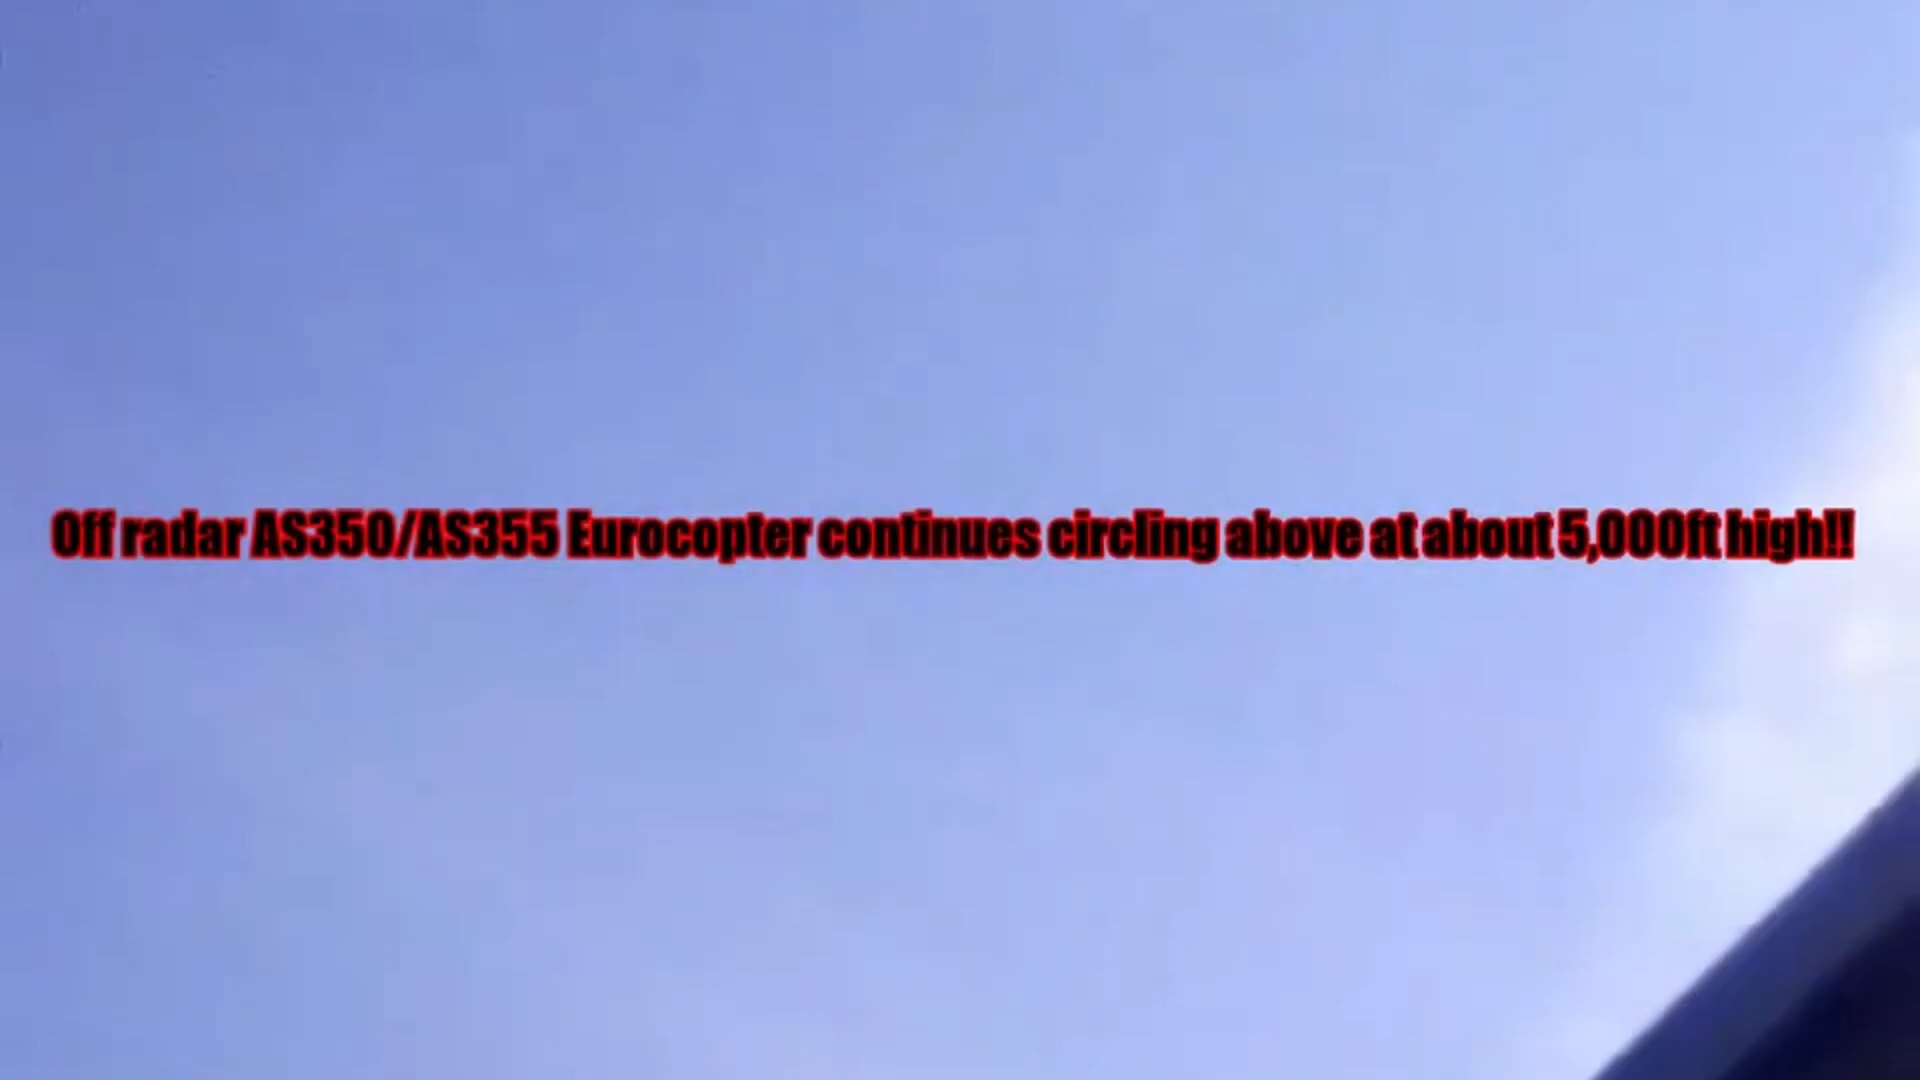 Off radar AS350/AS355 Eurocopter continues circling above at about 5,000ft high!!